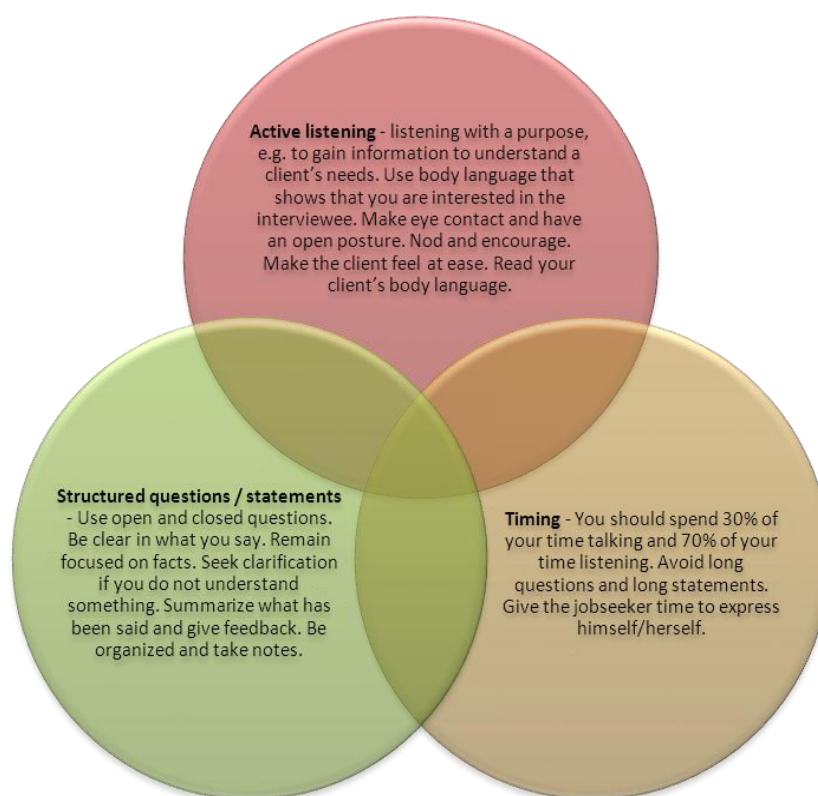 Active listening - listening with a purpose,
e.g. to gain information to understand a
client's needs. Use body language that
shows that you are interested in the
interviewee. Make eye contact and have
an open posture. Nod and encourage.
Make the client feel at ease. Read your
client's body language.
Structured questions / statements
- Use open and closed questions.
Be clear in what you say. Remain
focused on facts. Seek clarification
if you do not understand
something. Summarize what has
been said and give feedback. Be
organized and take notes.
Timing - You should spend 30% of
your time talking and 70% of your
time listening. Avoid long
questions and long statements.
Give the jobseeker time to express
himself/herself.